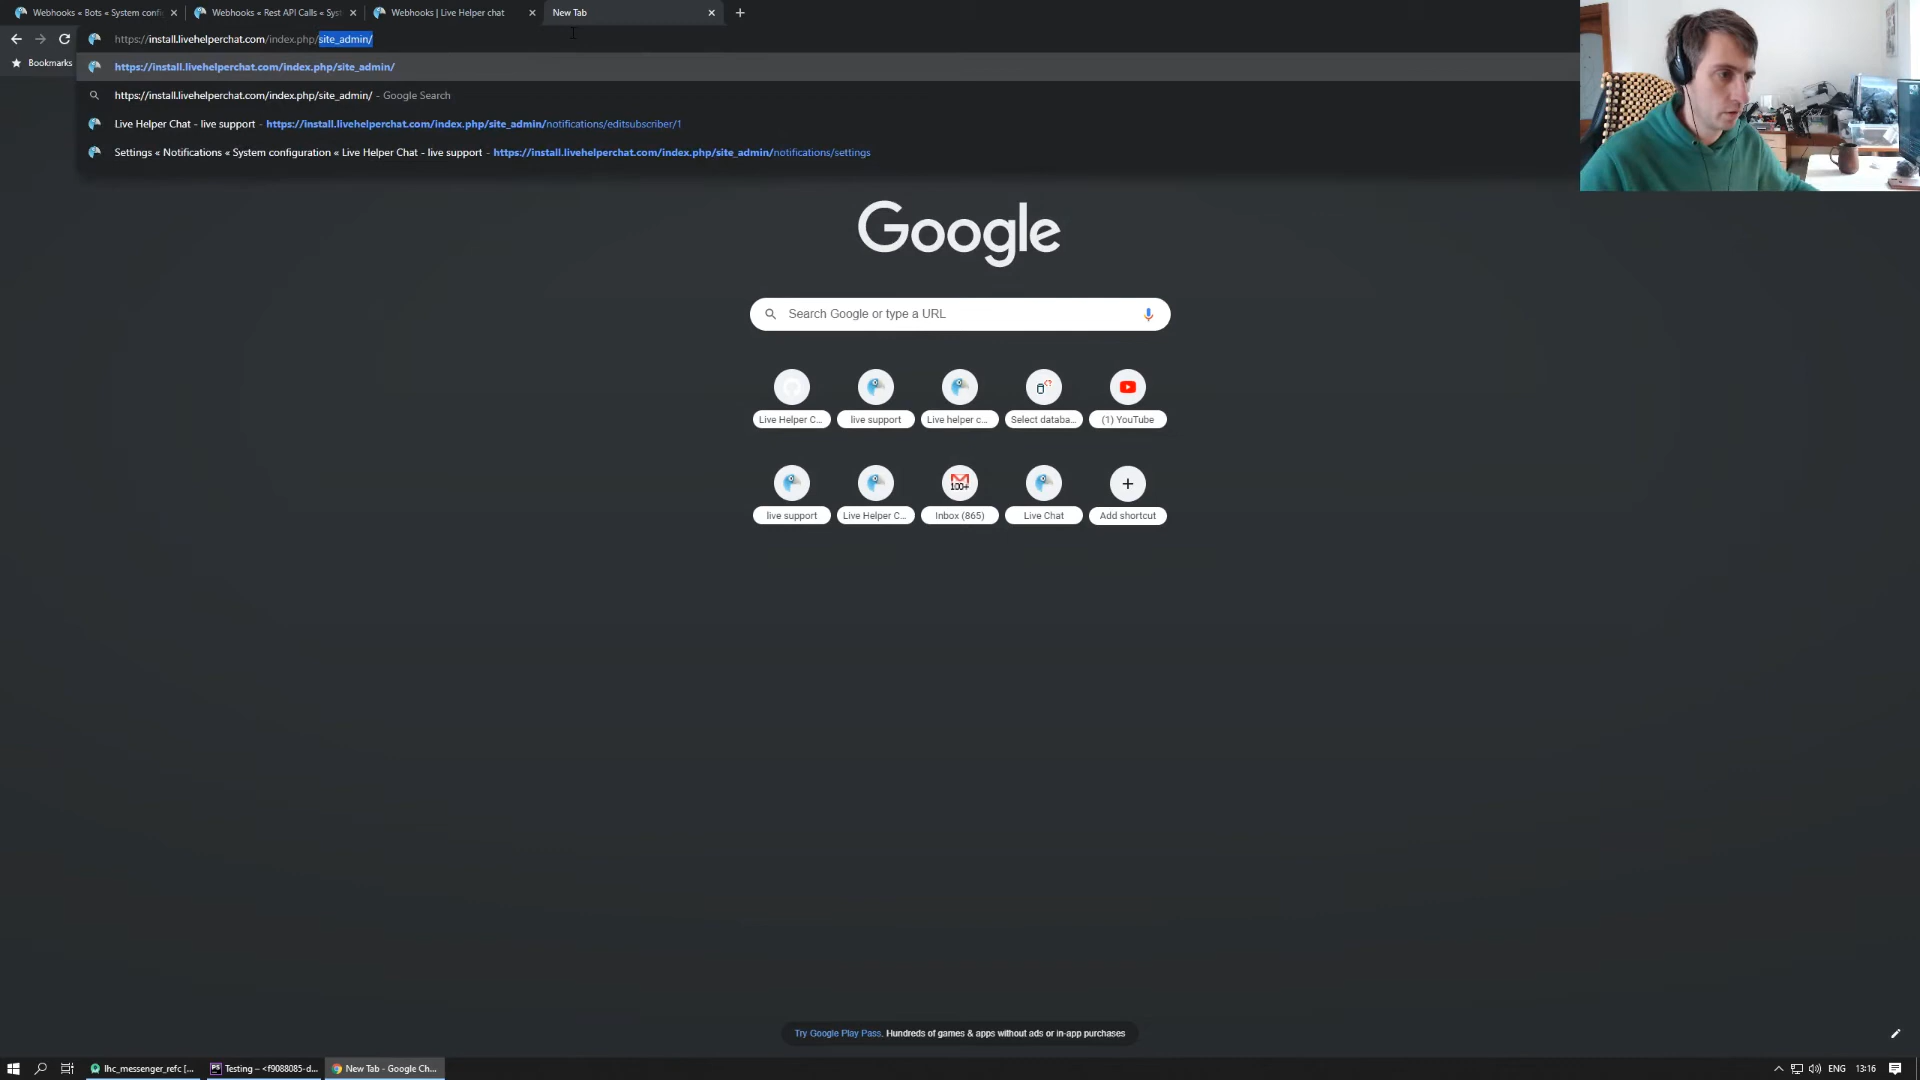 Webhooks « Bots « System confi
Webhooks « Rest API Calls « Sys
Webhooks | Live Helper chat
New Tab
https://install.livehelperchat.com/index.php/site_admin/
Bookmarks
https://install.livehelperchat.com/index.php/site_admin/
https://install.livehelperchat.com/index.php/site_admin/ - Google Search
Live Helper Chat - live support - https://install.livehelperchat.com/index.php/site_admin/notifications/editsubscriber/1
Settings « Notifications « System configuration « Live Helper Chat - live support - https://install.livehelperchat.com/index.php/site_admin/notifications/settings
Google
Search Google or type a URL
Live Helper C...
live support
Live helper c...
Select databa...
(1) YouTube
100+
live support
Live Helper C...
Inbox (865)
Live Chat
Add shortcut
Try Google Play Pass. Hundreds of games & apps without ads or in-app purchases
lhc_messenger_refc [...
PS
Testing – <f9088085-d...
New Tab - Google Ch...
ENG
13:16